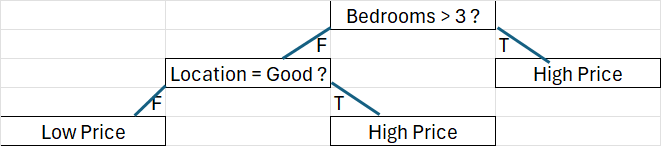 Bedrooms > 3 ?
F
T
Location = Good ?
High Price
F
T
Low Price
High Price